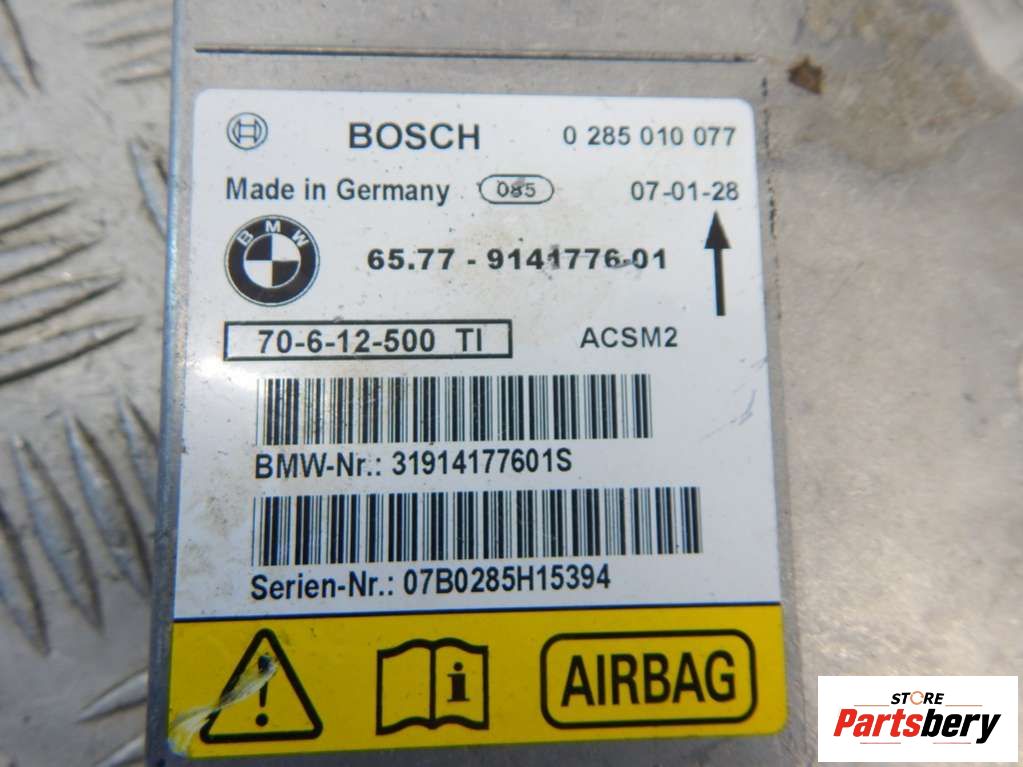 BOSCH 0 285 010 077
Made in Germany 085 07-01-28
BMW 65.77 - 9141776-01
70-6-12-500 TI ACSM2
BMW-Nr.: 31914177601S
Serien-Nr.: 07B0285H15394
! i AIRBAG
STORE
Partsbery